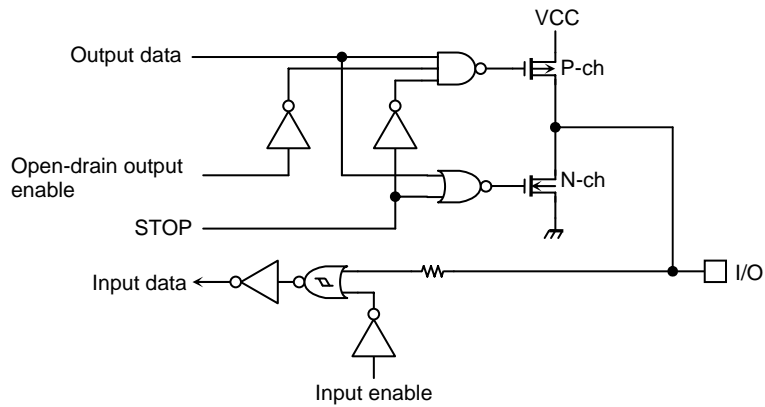 VCC
Output data
P-ch
Open-drain output
enable
N-ch
STOP
Input data
I/O
Input enable